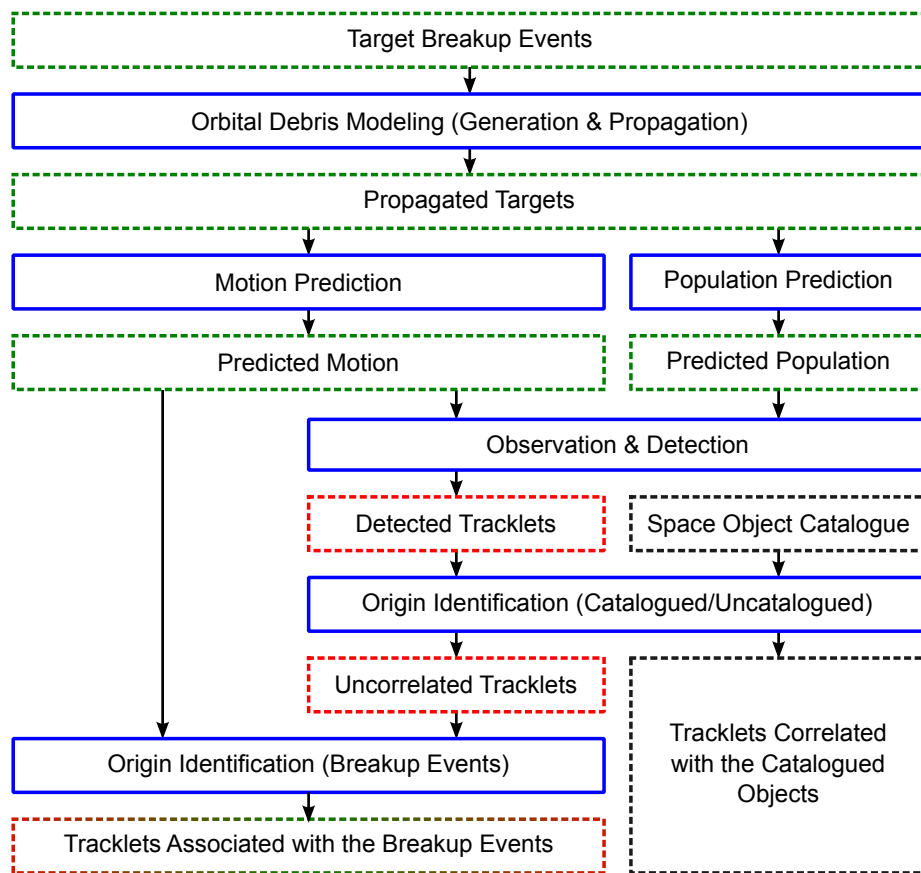 Target Breakup Events
Orbital Debris Modeling (Generation & Propagation)
Propagated Targets
Motion Prediction
Population Prediction
Predicted Motion
Predicted Population
Observation & Detection
Detected Tracklets
Space Object Catalogue
Origin Identification (Catalogued/Uncatalogued)
Uncorrelated Tracklets
Tracklets Correlated
with the Catalogued
Objects
Origin Identification (Breakup Events)
Tracklets Associated with the Breakup Events